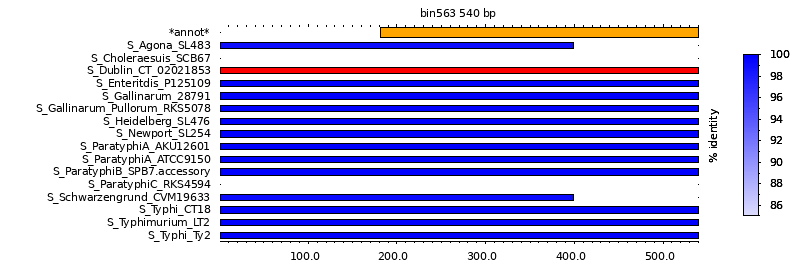 bin563 540 bp
*annot*
S_Agona_SL483
S_Choleraesuis_SCB67
S_Dublin_CT_02021853
S_Enteritdis_P125109
S_Gallinarum_28791
S_Gallinarum_Pullorum_RKS5078
S_Heidelberg_SL476
S_Newport_SL254
S_ParatyphiA_AKU12601
S_ParatyphiA_ATCC9150
S_ParatyphiB_SPB7.accessory
S_ParatyphiC_RKS4594
S_Schwarzengrund_CVM19633
S_Typhi_CT18
S_Typhimurium_LT2
S_Typhi_Ty2
100.0 200.0 300.0 400.0 500.0
% identity
100
98
96
94
92
90
88
86